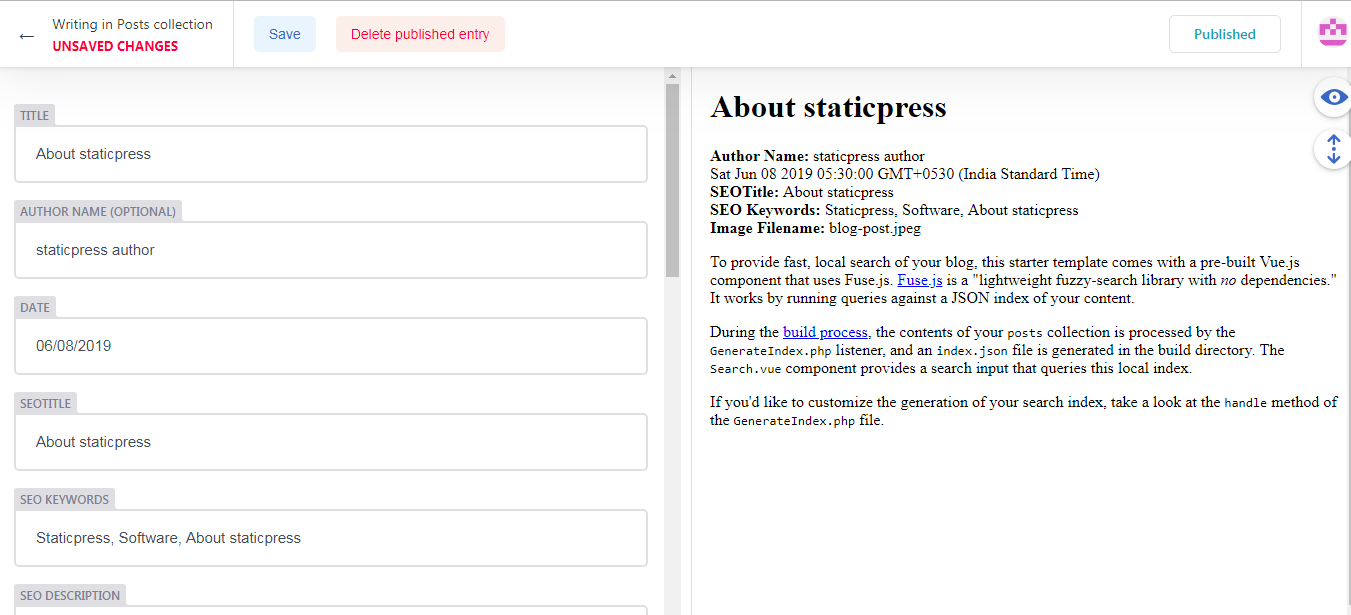 ←
Writing in Posts collection
UNSAVED CHANGES
Save
Delete published entry
Published
TITLE
About staticpress
AUTHOR NAME (OPTIONAL)
staticpress author
DATE
06/08/2019
SEOTITLE
About staticpress
SEO KEYWORDS
Staticpress, Software, About staticpress
SEO DESCRIPTION
About staticpress
Author Name: staticpress author
Sat Jun 08 2019 05:30:00 GMT+0530 (India Standard Time)
SEOTitle: About staticpress
SEO Keywords: Staticpress, Software, About staticpress
Image Filename: blog-post.jpeg
To provide fast, local search of your blog, this starter template comes with a pre-built Vue.js
component that uses Fuse.js. Fuse.js is a "lightweight fuzzy-search library with no dependencies."
It works by running queries against a JSON index of your content.
During the build process, the contents of your posts collection is processed by the
GenerateIndex.php listener, and an index.json file is generated in the build directory. The
Search.vue component provides a search input that queries this local index.
If you'd like to customize the generation of your search index, take a look at the handle method of
the GenerateIndex.php file.